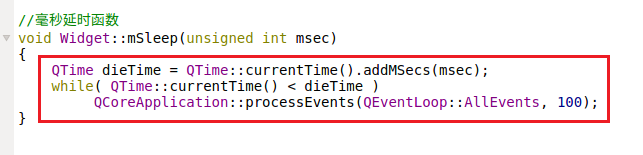 //毫秒延时函数
void Widget::mSleep(unsigned int msec)
{
    QTime dieTime = QTime::currentTime().addMSecs(msec);
    while( QTime::currentTime() < dieTime )
         QCoreApplication::processEvents(QEventLoop::AllEvents, 100);
}